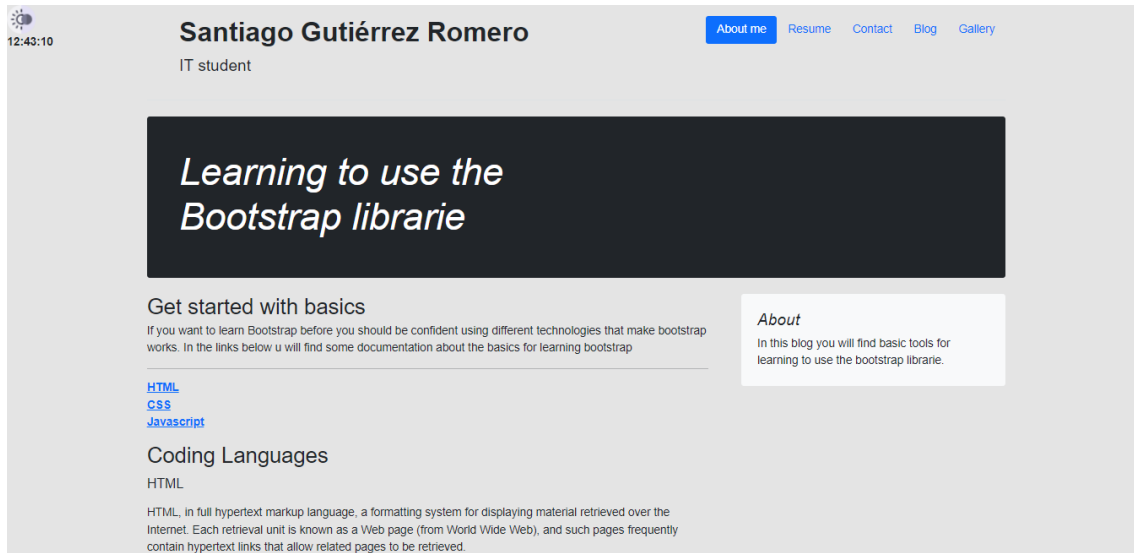 12:43:10
Santiago Gutiérrez Romero
IT student
About me Resume Contact Blog Gallery
Learning to use the
Bootstrap librarie
Get started with basics
If you want to learn Bootstrap before you should be confident using different technologies that make bootstrap
works. In the links below u will find some documentation about the basics for learning bootstrap
HTML
CSS
Javascript
About
In this blog you will find basic tools for
learning to use the bootstrap librarie.
Coding Languages
HTML
HTML, in full hypertext markup language, a formatting system for displaying material retrieved over the
Internet. Each retrieval unit is known as a Web page (from World Wide Web), and such pages frequently
contain hypertext links that allow related pages to be retrieved.